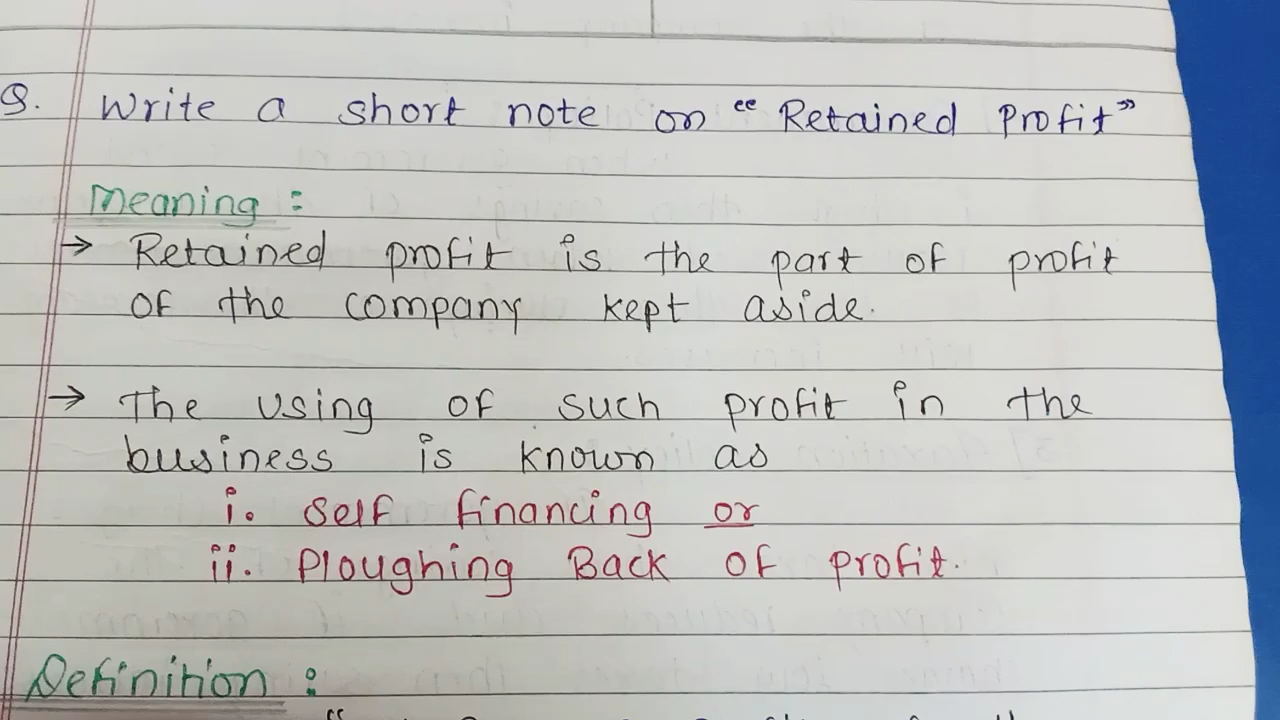 Q. Write a short note on "Retained Profit"
Meaning :
→ Retained profit is the part of profit
of the company kept aside.
→ The using of such profit in the
business is known as
i. Self financing or
ii. Ploughing Back of profit.
Definition :